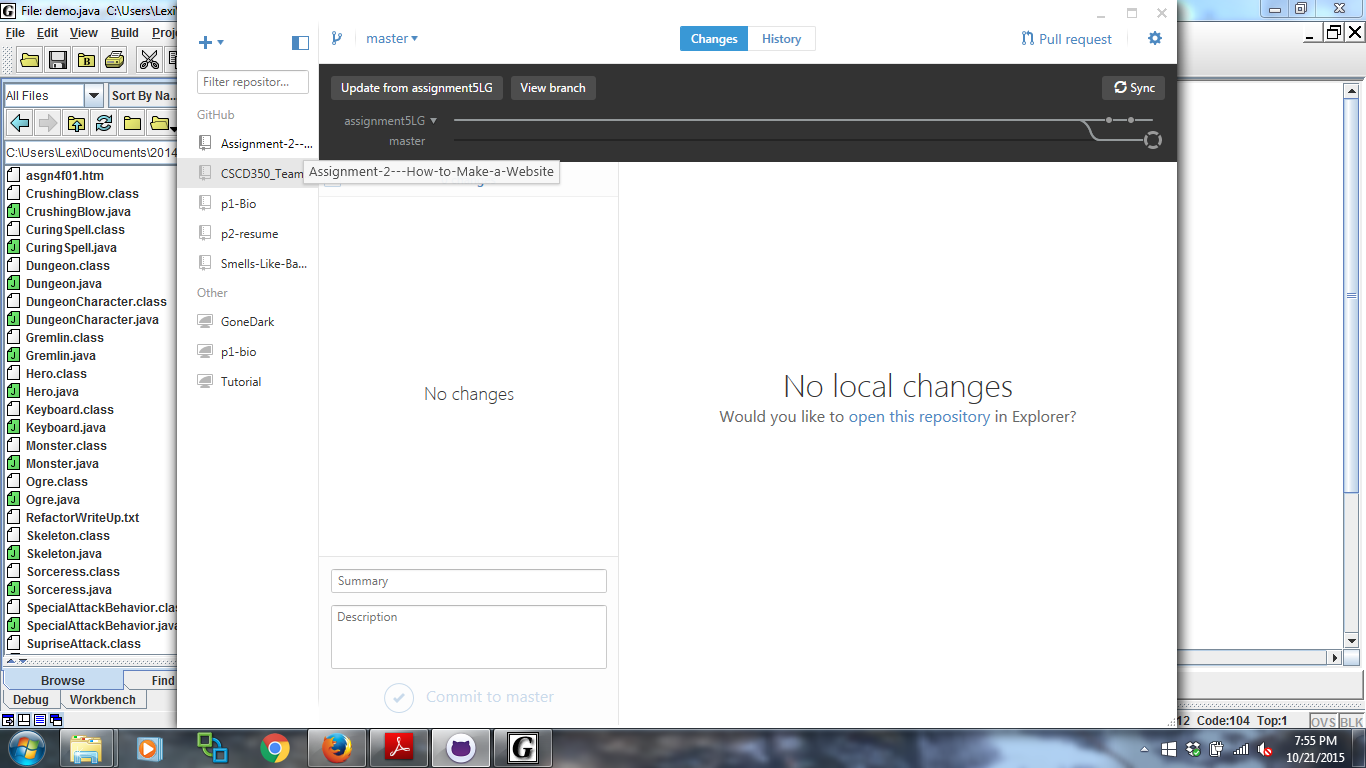 File: demo.java C:\Users\Lexi\
File Edit View Build Proj
All Files Sort By Na...
C:\Users\Lexi\Documents\2014
asgn4f01.htm
CrushingBlow.class
CrushingBlow.java
CuringSpell.class
CuringSpell.java
Dungeon.class
Dungeon.java
DungeonCharacter.class
DungeonCharacter.java
Gremlin.class
Gremlin.java
Hero.class
Hero.java
Keyboard.class
Keyboard.java
Monster.class
Monster.java
Ogre.class
Ogre.java
RefactorWriteUp.txt
Skeleton.class
Skeleton.java
Sorceress.class
Sorceress.java
SpecialAttackBehavior.clas
SpecialAttackBehavior.java
SupriseAttack.class
Browse Find
Debug Workbench
Filter repositor...
GitHub
Assignment-2--...
CSCD350_Team
p1-Bio
p2-resume
Smells-Like-Ba...
Other
GoneDark
p1-bio
Tutorial
master
Changes History
Pull request
Update from assignment5LG View branch
Sync
assignment5LG
master
Assignment-2---How-to-Make-a-Website
No changes
Summary
Description
Commit to master
No local changes
Would you like to open this repository in Explorer?
12 Code:104 Top:1
OVS BLK
7:55 PM
10/21/2015